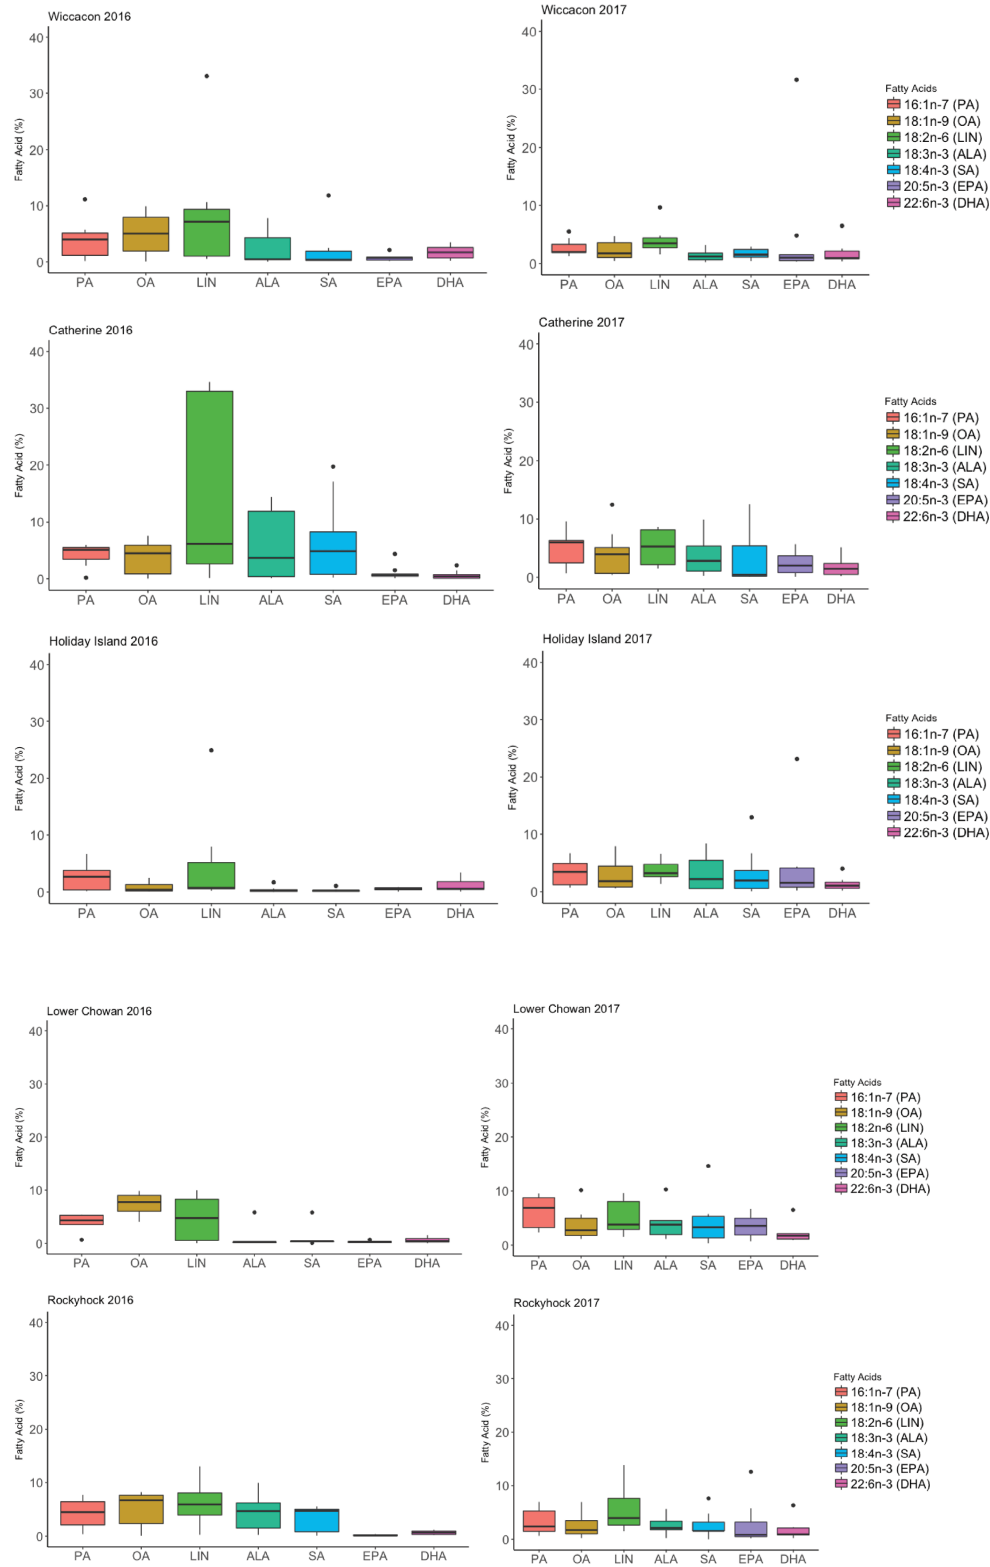 Wiccacon 2016
Fatty Acid (%)
40
30
20
10
0
PA OA LIN ALA SA EPA DHA
Wiccacon 2017
Fatty Acid (%)
40
30
20
10
0
PA OA LIN ALA SA EPA DHA
Fatty Acids
16:1n-7 (PA)
18:1n-9 (OA)
18:2n-6 (LIN)
18:3n-3 (ALA)
18:4n-3 (SA)
20:5n-3 (EPA)
22:6n-3 (DHA)
Catherine 2016
Fatty Acid (%)
40
30
20
10
0
PA OA LIN ALA SA EPA DHA
Catherine 2017
Fatty Acid (%)
40
30
20
10
0
PA OA LIN ALA SA EPA DHA
Fatty Acids
16:1n-7 (PA)
18:1n-9 (OA)
18:2n-6 (LIN)
18:3n-3 (ALA)
18:4n-3 (SA)
20:5n-3 (EPA)
22:6n-3 (DHA)
Holiday Island 2016
Fatty Acid (%)
40
30
20
10
0
PA OA LIN ALA SA EPA DHA
Holiday Island 2017
Fatty Acid (%)
40
30
20
10
0
PA OA LIN ALA SA EPA DHA
Fatty Acids
16:1n-7 (PA)
18:1n-9 (OA)
18:2n-6 (LIN)
18:3n-3 (ALA)
18:4n-3 (SA)
20:5n-3 (EPA)
22:6n-3 (DHA)
Lower Chowan 2016
Fatty Acid (%)
40
30
20
10
0
PA OA LIN ALA SA EPA DHA
Lower Chowan 2017
Fatty Acid (%)
40
30
20
10
0
PA OA LIN ALA SA EPA DHA
Fatty Acids
16:1n-7 (PA)
18:1n-9 (OA)
18:2n-6 (LIN)
18:3n-3 (ALA)
18:4n-3 (SA)
20:5n-3 (EPA)
22:6n-3 (DHA)
Rockyhock 2016
Fatty Acid (%)
40
30
20
10
0
PA OA LIN ALA SA EPA DHA
Rockyhock 2017
Fatty Acid (%)
40
30
20
10
0
PA OA LIN ALA SA EPA DHA
Fatty Acids
16:1n-7 (PA)
18:1n-9 (OA)
18:2n-6 (LIN)
18:3n-3 (ALA)
18:4n-3 (SA)
20:5n-3 (EPA)
22:6n-3 (DHA)